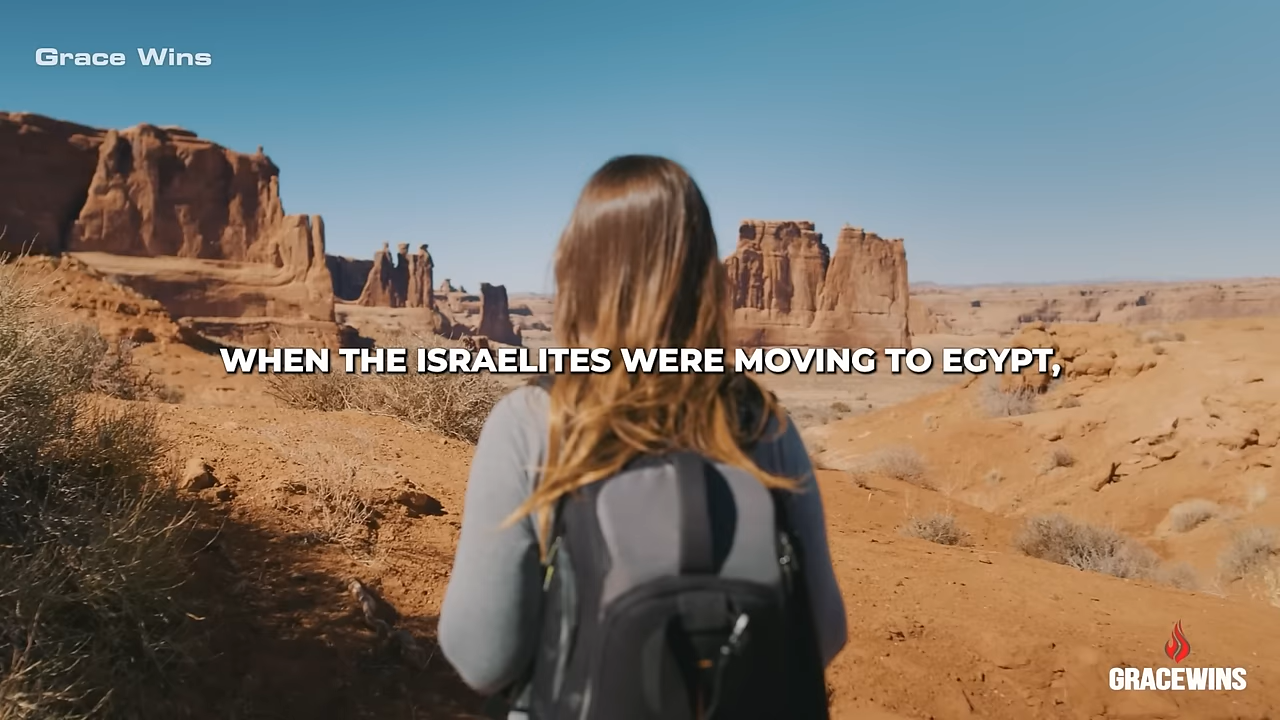 Grace Wins
WHEN THE ISRAELITES WERE MOVING TO EGYPT,
GRACEWINS